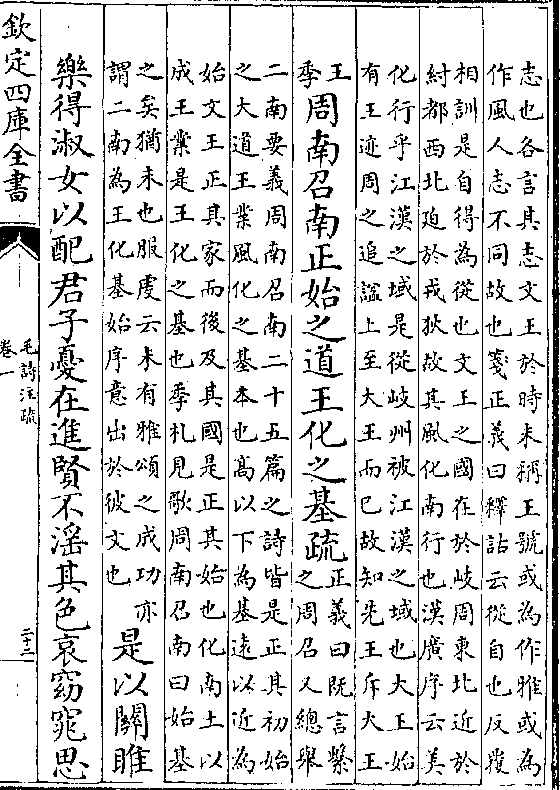 志也各言其志文王於時未稱王號或為作雅或為
作風人志不同故也箋正義曰釋詁云從自也反覆
相訓是自得為從也文王之國在於岐周東北近於
紂都西北迫於戎狄故其風化南行也漢廣序云美
化行乎江漢之域是從岐州被江漢之域也大王始
有王迹周之追謚上至大王而已故知先王斥大王
王
季
周南召南正始之道王化之基疏
正義曰既言繫
之周召又總舉
二南要義周南召南二十五篇之詩皆是正其初始
之大道王業風化之基本也高以下為基遠以近為
始文王正其家而後及其國是正其始也化南土以
成王業是王化之基也季札見歌周南召南曰始基
之矣猶未也服虔云未有雅頌之成功亦
謂二南為王化基始序意出於彼文也
是以關雎
樂得淑女以配君子憂在進賢不淫其色哀窈窕思
欽定四庫全書
毛詩注疏
卷一
二十三